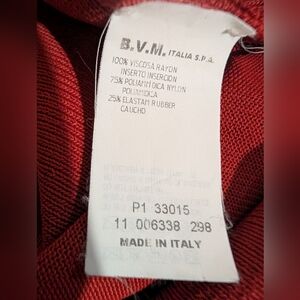 B.V.M. ITALIA S.P.A.
100% VISCOSA RAYON
INSERTO INSERCION
75% POLIAMMIDICA NYLON
POLIAMIDICA
25% ELASTAM RUBBER
CAUCHO
P1 33015
11 006338 298
MADE IN ITALY